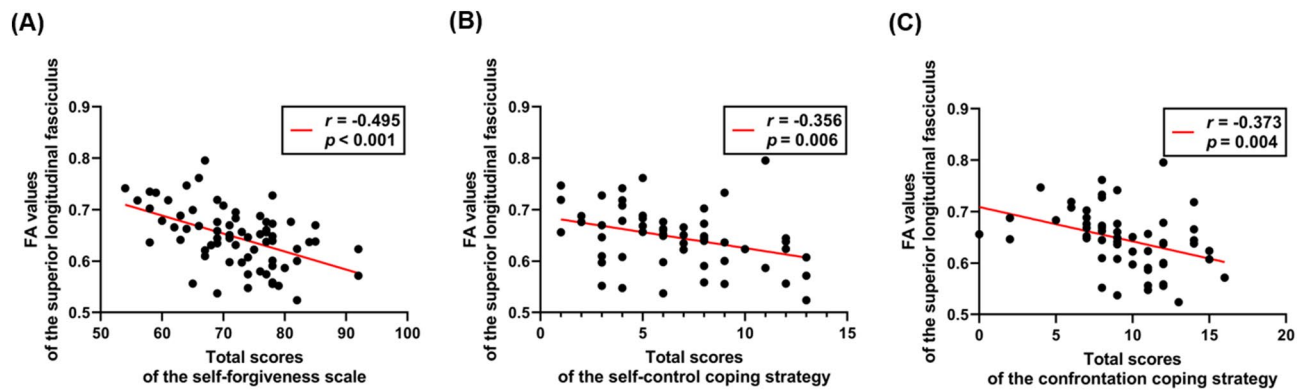 (A)
FA values
of the superior longitudinal fasciculus
0.9
0.8
0.7
0.6
0.5
r = -0.495
p < 0.001
50
60
70
80
90
100
Total scores
of the self-forgiveness scale
(B)
FA values
of the superior longitudinal fasciculus
0.9
0.8
0.7
0.6
0.5
r = -0.356
p = 0.006
0
5
10
15
Total scores
of the self-control coping strategy
(C)
FA values
of the superior longitudinal fasciculus
0.9
0.8
0.7
0.6
0.5
r = -0.373
p = 0.004
0
5
10
15
20
Total scores
of the confrontation coping strategy